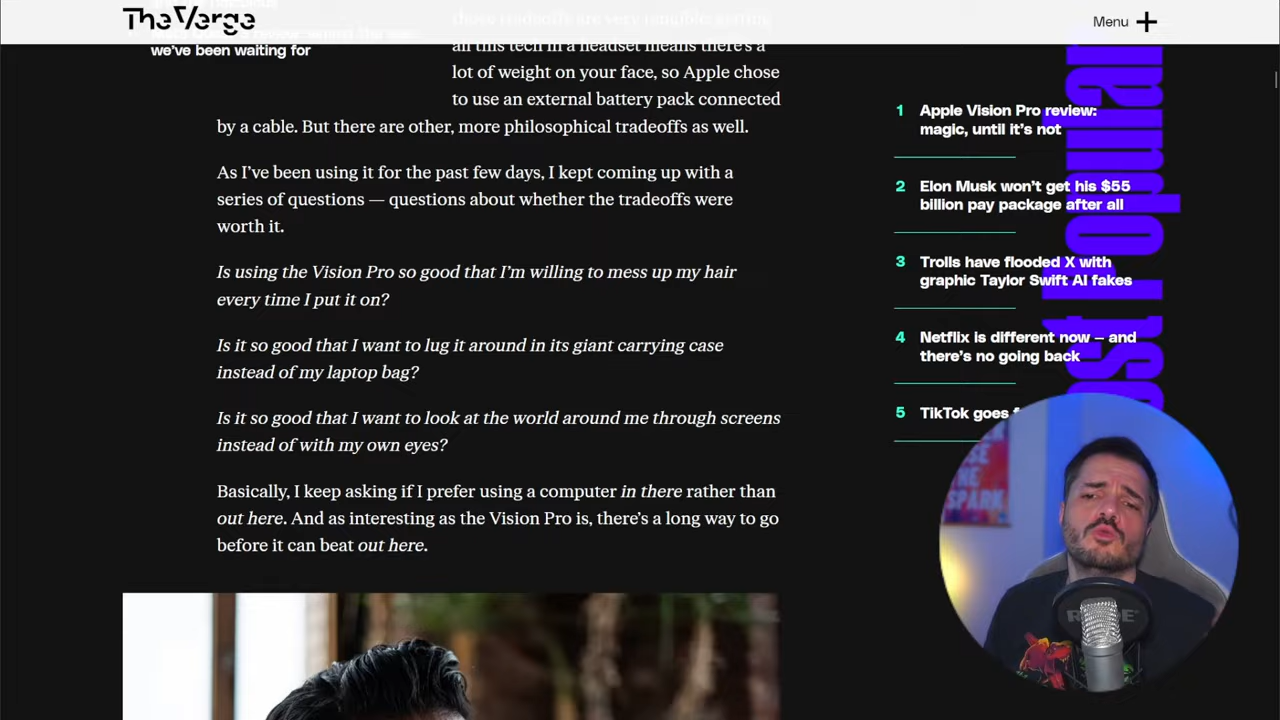 The Verge
Menu
we've been waiting for
those tradeoffs are very tangible: getting
all this tech in a headset means there's a
lot of weight on your face, so Apple chose
to use an external battery pack connected
by a cable. But there are other, more philosophical tradeoffs as well.
As I've been using it for the past few days, I kept coming up with a
series of questions — questions about whether the tradeoffs were
worth it.
Is using the Vision Pro so good that I'm willing to mess up my hair
every time I put it on?
Is it so good that I want to lug it around in its giant carrying case
instead of my laptop bag?
Is it so good that I want to look at the world around me through screens
instead of with my own eyes?
Basically, I keep asking if I prefer using a computer in there rather than
out here. And as interesting as the Vision Pro is, there's a long way to go
before it can beat out here.
1 Apple Vision Pro review:
magic, until it's not
2 Elon Musk won't get his $55
billion pay package after all
3 Trolls have flooded X with
graphic Taylor Swift AI fakes
4 Netflix is different now — and
there's no going back
5 TikTok goes
Popular
THE
SPARK
RODE